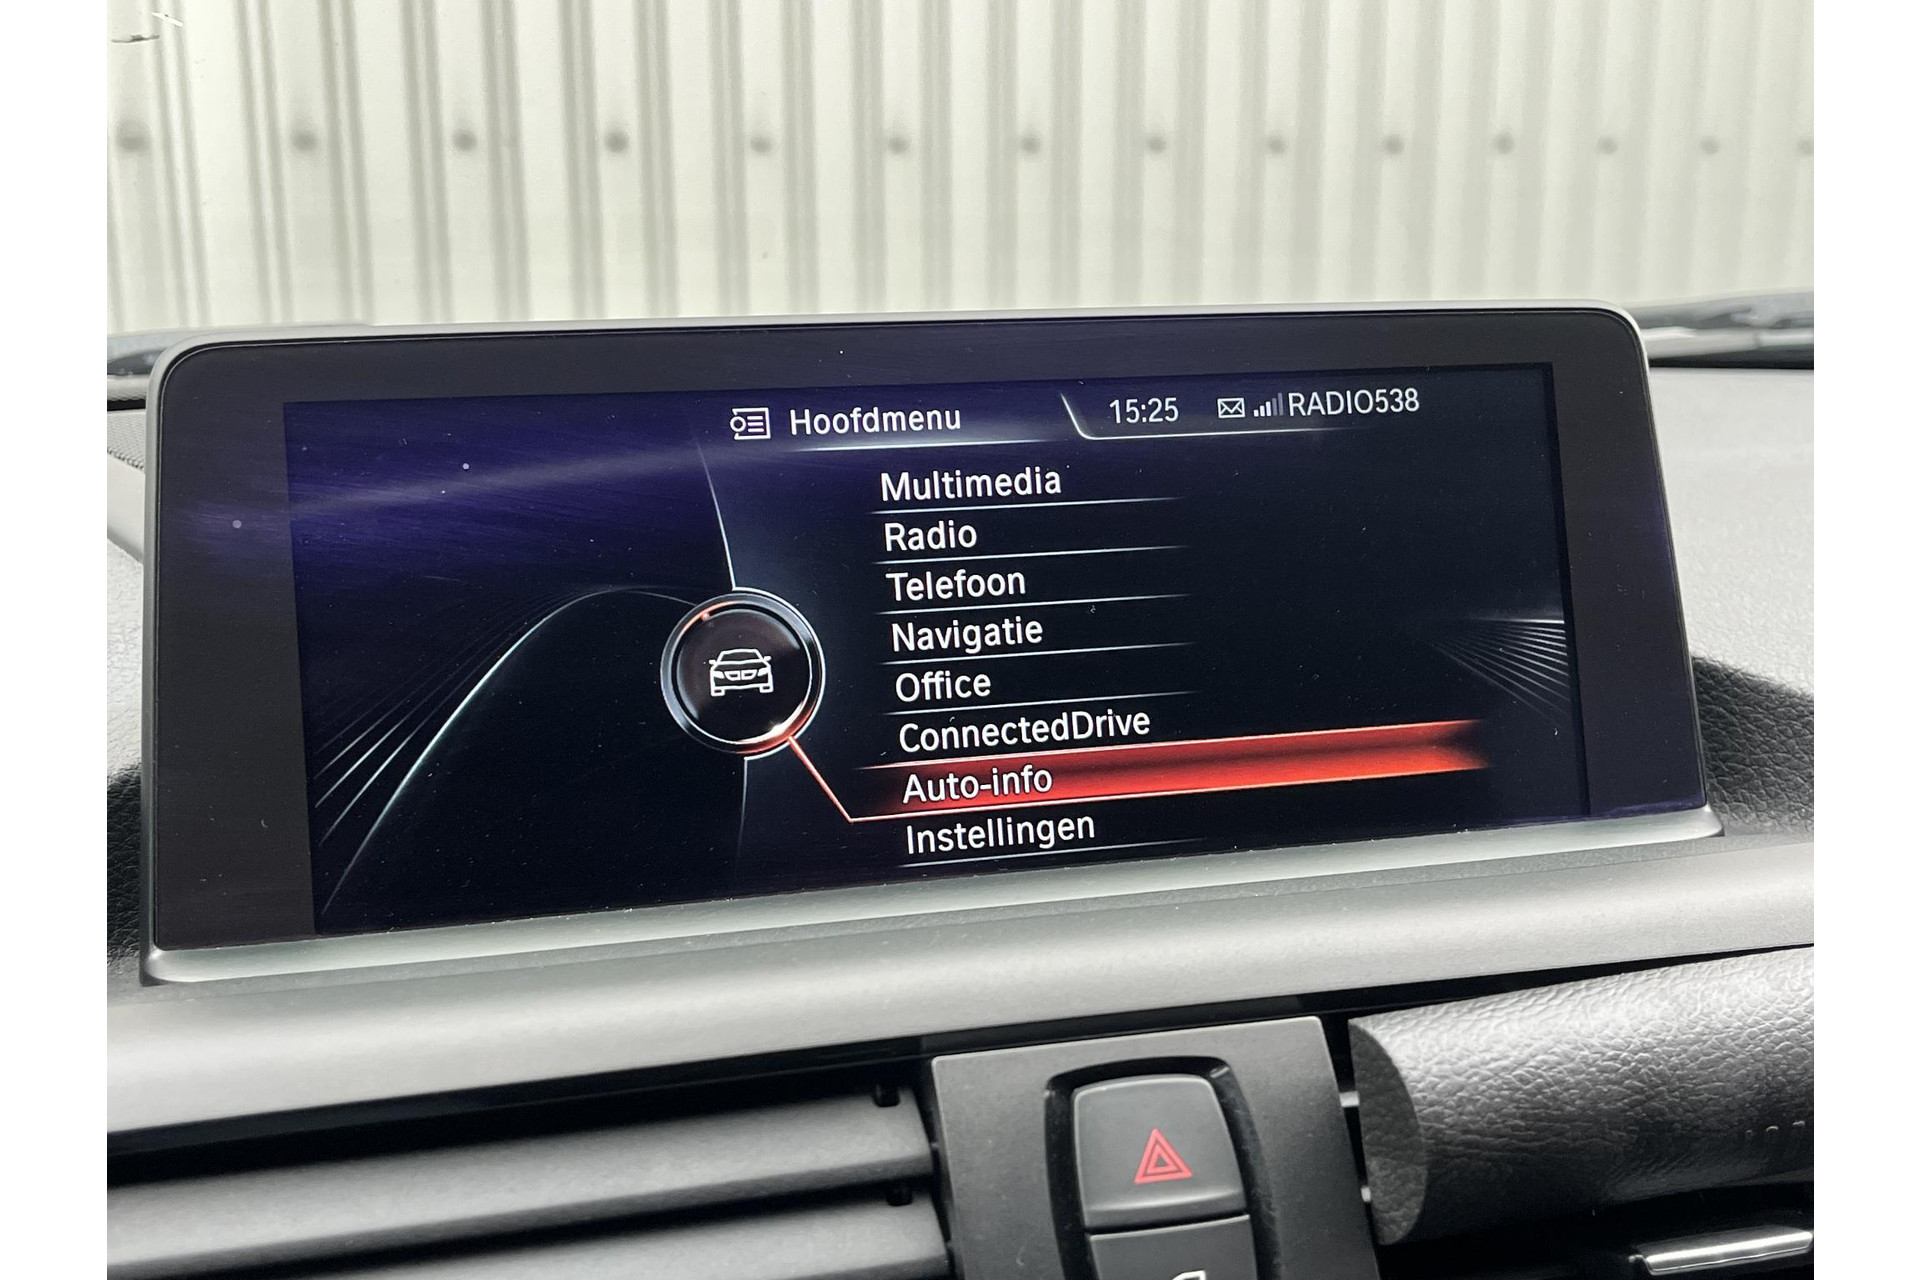 Hoofdmenu
15:25 RADIO538
Multimedia
Radio
Telefoon
Navigatie
Office
ConnectedDrive
Auto-info
Instellingen